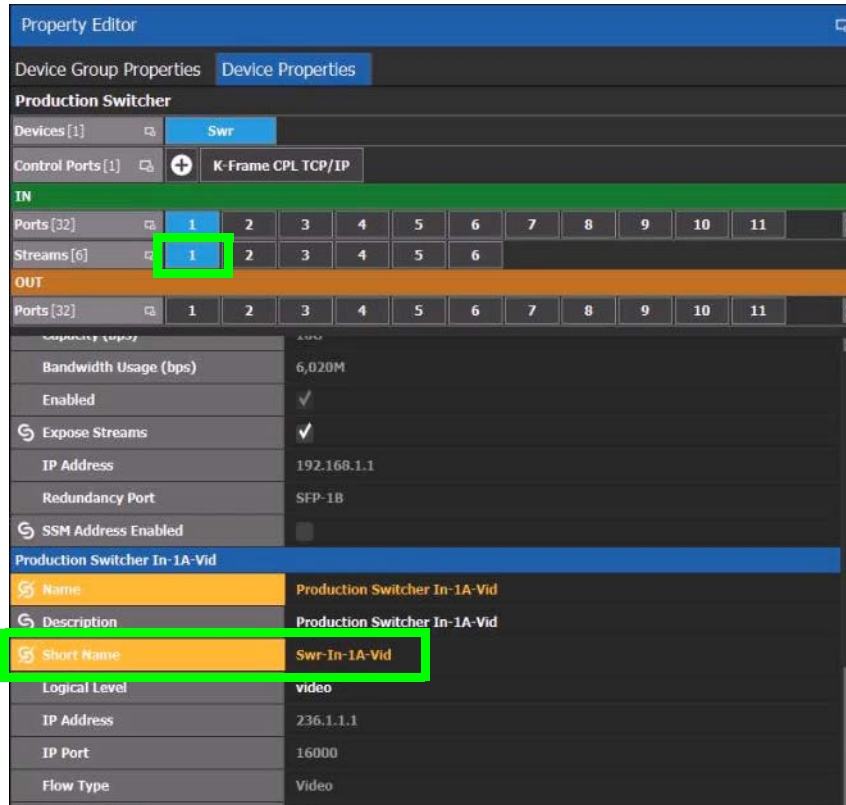 Property Editor
Device Group Properties Device Properties
Production Switcher
Devices [1] Swr
Control Ports [1] K-Frame CPL TCP/IP
IN
Ports [32] 1 2 3 4 5 6 7 8 9 10 11
Streams [6] 1 2 3 4 5 6
OUT
Ports [32] 1 2 3 4 5 6 7 8 9 10 11
Capacity (bps) 10G
Bandwidth Usage (bps) 6,020M
Enabled
Expose Streams
IP Address 192.168.1.1
Redundancy Port SFP-1B
SSM Address Enabled
Production Switcher In-1A-Vid
Name Production Switcher In-1A-Vid
Description Production Switcher In-1A-Vid
Short Name Swr-In-1A-Vid
Logical Level video
IP Address 236.1.1.1
IP Port 16000
Flow Type Video